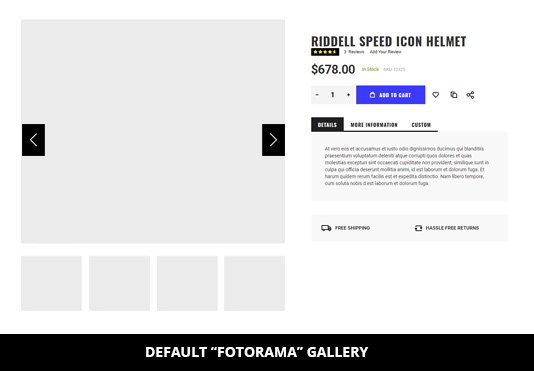 RIDDELL SPEED ICON HELMET
3 Reviews Add Your Review
$678.00 In Stock
- 1 +
ADD TO CART
DETAILS MORE INFORMATION CUSTOM
At vero eos et accusamus et iusto odio dignissimos ducimus qui blanditiis
praesentium voluptatum deleniti atque corrupti quos dolores et quas
molestias excepturi sint occaecati cupiditate non provident, similique sunt in
culpa qui officia deserunt mollitia animi, id est laborum et dolorum fuga. Et
harum quidem rerum facilis est et expedita distinctio. Nam libero tempore,
cum soluta nobis d est laborum et dolorum fuga.
FREE SHIPPING HASSLE FREE RETURNS
DEFAULT “FOTORAMA” GALLERY